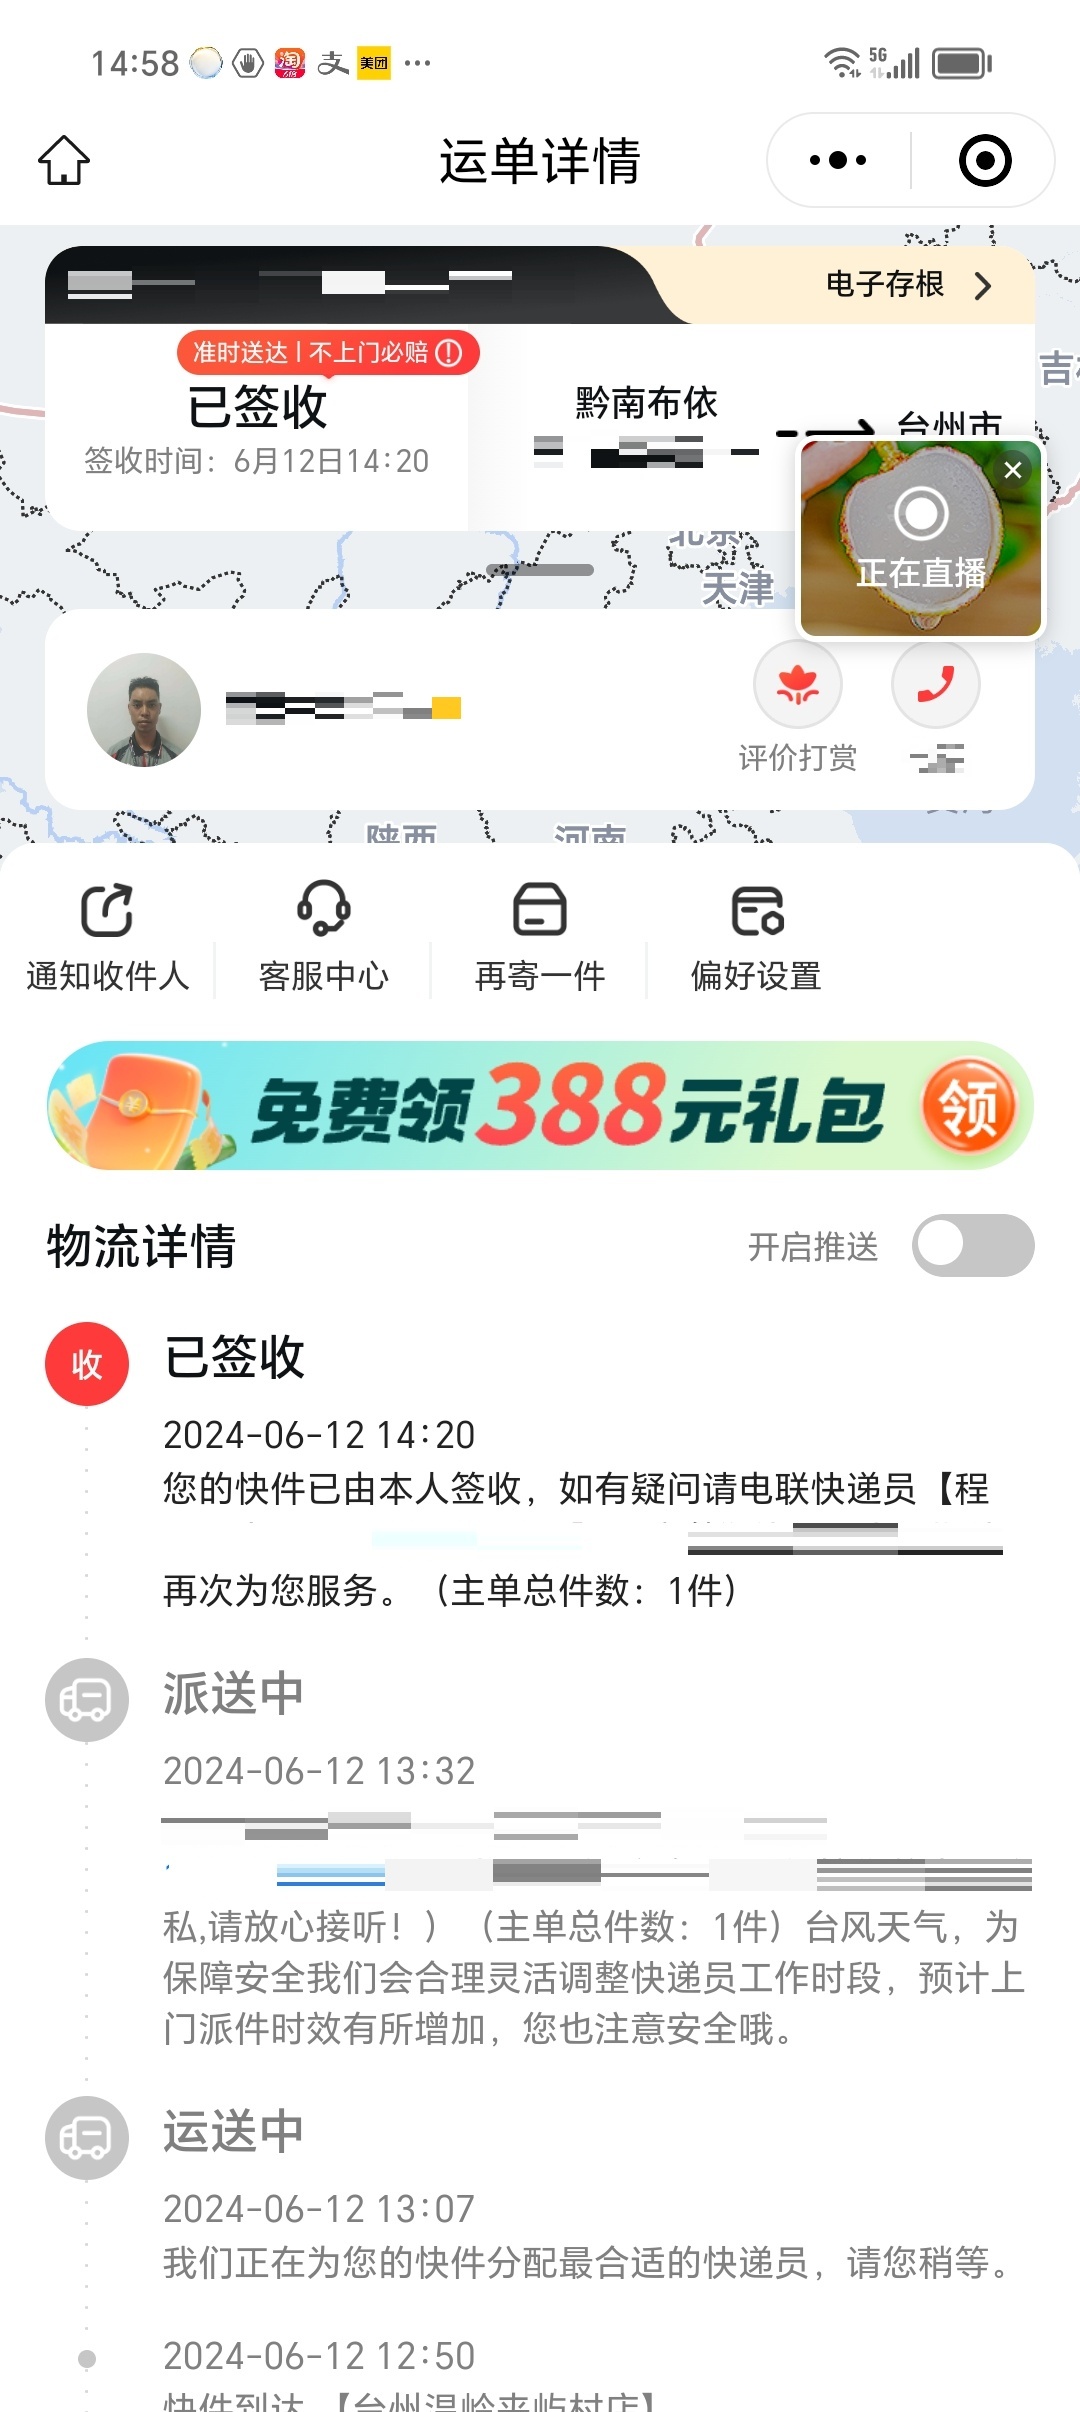 14:58
淘
支
美团
5G
运单详情
电子存根
准时送达 | 不上门必赔
已签收
签收时间：6月12日14:20
黔南布依
台州市
正在直播
天津
评价打赏
陕西
河南
通知收件人
客服中心
再寄一件
偏好设置
免费领388元礼包
领
物流详情
开启推送
收
已签收
2024-06-12 14:20
您的快件已由本人签收，如有疑问请电联快递员【程
再次为您服务。（主单总件数：1件）
派送中
2024-06-12 13:32
私,请放心接听！）（主单总件数：1件）台风天气，为
保障安全我们会合理灵活调整快递员工作时段，预计上
门派件时效有所增加，您也注意安全哦。
运送中
2024-06-12 13:07
我们正在为您的快件分配最合适的快递员，请您稍等。
2024-06-12 12:50
快件到达【台州温岭